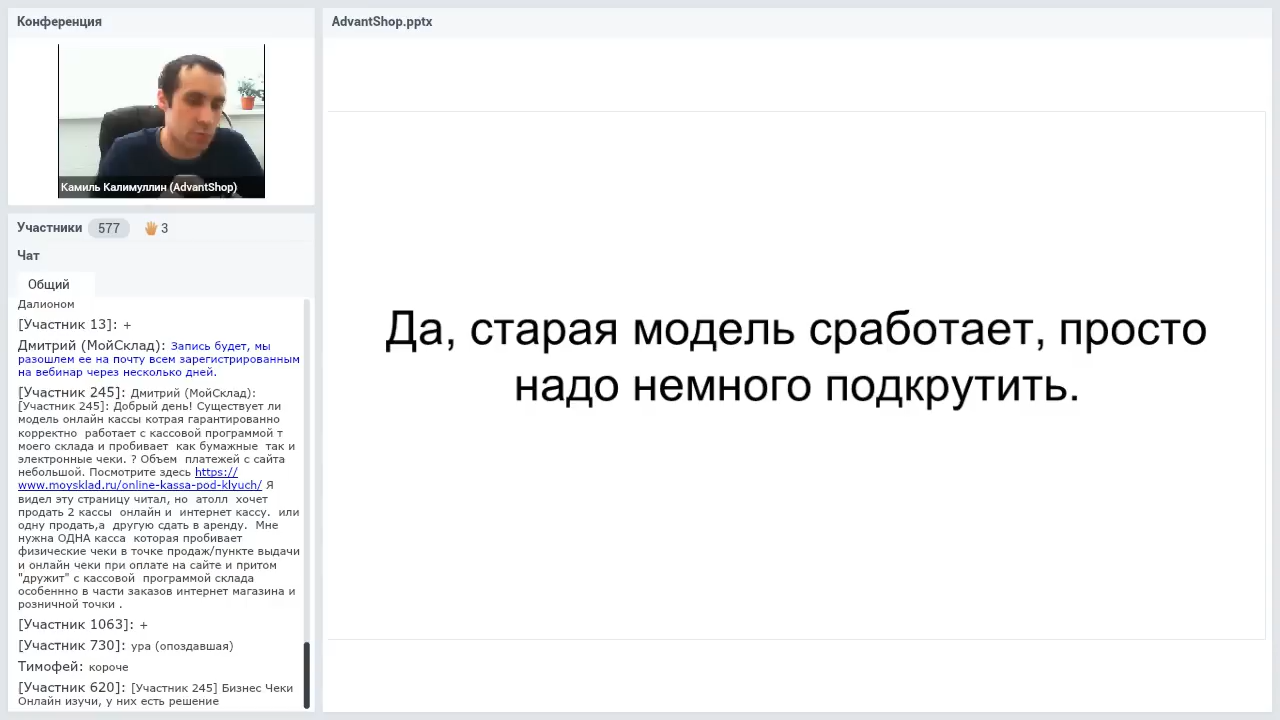 Конференция
Камиль Калимуллин (AdvantShop)
Участники 577 3
Чат
Общий
Далионом
[Участник 13]: +
Дмитрий (МойСклад): Запись будет, мы
разошлем ее на почту всем зарегистрированным
на вебинар через несколько дней.
[Участник 245]: Дмитрий (МойСклад):
[Участник 245]: Добрый день! Существует ли
модель онлайн кассы котрая гарантированно
корректно работает с кассовой программой т
моего склада и пробивает как бумажные так и
электронные чеки. ? Объем платежей с сайта
небольшой. Посмотрите здесь https://
www.moysklad.ru/online-kassa-pod-klyuch/ Я
видел эту страницу читал, но атолл хочет
продать 2 кассы онлайн и интернет кассу. или
одну продать,а другую сдать в аренду. Мне
нужна ОДНА касса которая пробивает
физические чеки в точке продаж/пункте выдачи
и онлайн чеки при оплате на сайте и притом
"дружит" с кассовой программой склада
особеннно в части заказов интернет магазина и
розничной точки .
[Участник 1063]: +
[Участник 730]: ура (опоздавшая)
Тимофей: короче
[Участник 620]: [Участник 245] Бизнес Чеки
Онлайн изучи, у них есть решение
AdvantShop.pptx
Да, старая модель сработает, просто
надо немного подкрутить.